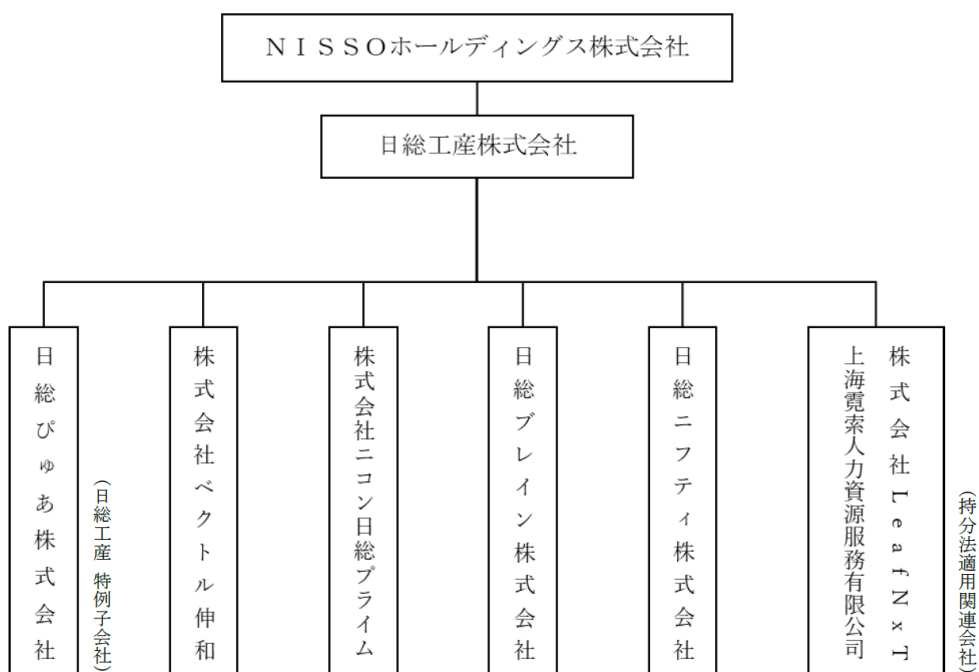 NISSOホールディングス株式会社
日総工産株式会社
日総ぴゅあ株式会社
(日総工産 特例子会社)
株式会社ベクトル伸和
株式会社ニコン日総プライム
日総ブレイン株式会社
日総ニフティ株式会社
株式会社LeafNxT
上海霓索人力資源服務有限公司
(持分法適用関連会社)